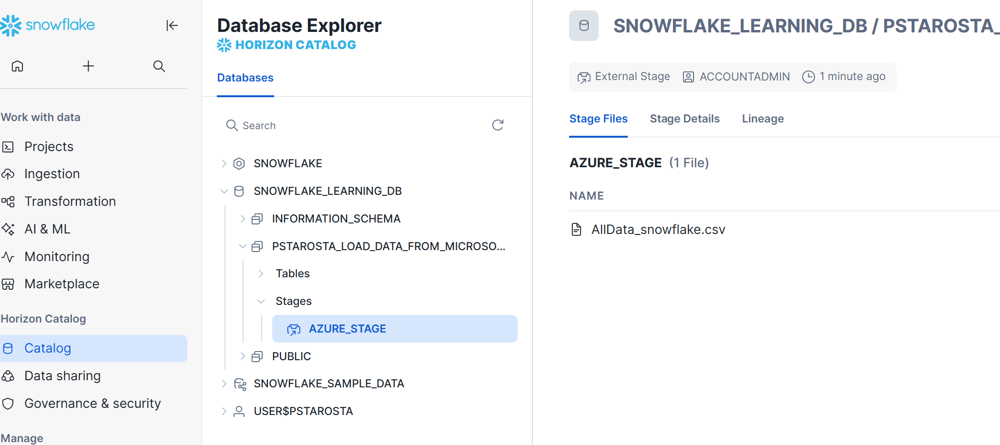 snowflake
Work with data
Projects
Ingestion
Transformation
AI & ML
Monitoring
Marketplace
Horizon Catalog
Catalog
Data sharing
Governance & security
Manage
Database Explorer
HORIZON CATALOG
Databases
Search
SNOWFLAKE
SNOWFLAKE_LEARNING_DB
INFORMATION_SCHEMA
PSTAROSTA_LOAD_DATA_FROM_MICROSO...
Tables
Stages
AZURE_STAGE
PUBLIC
SNOWFLAKE_SAMPLE_DATA
USER$PSTAROSTA
SNOWFLAKE_LEARNING_DB / PSTAROSTA_
External Stage ACCOUNTADMIN 1 minute ago
Stage Files Stage Details Lineage
AZURE_STAGE (1 File)
NAME
AllData_snowflake.csv